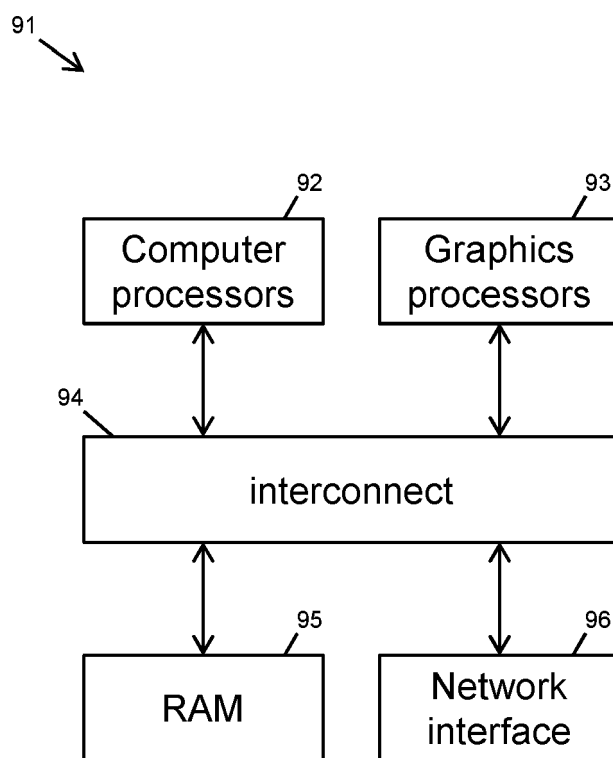 91
92
93
Computer
processors
Graphics
processors
94
interconnect
95
96
RAM
Network
interface